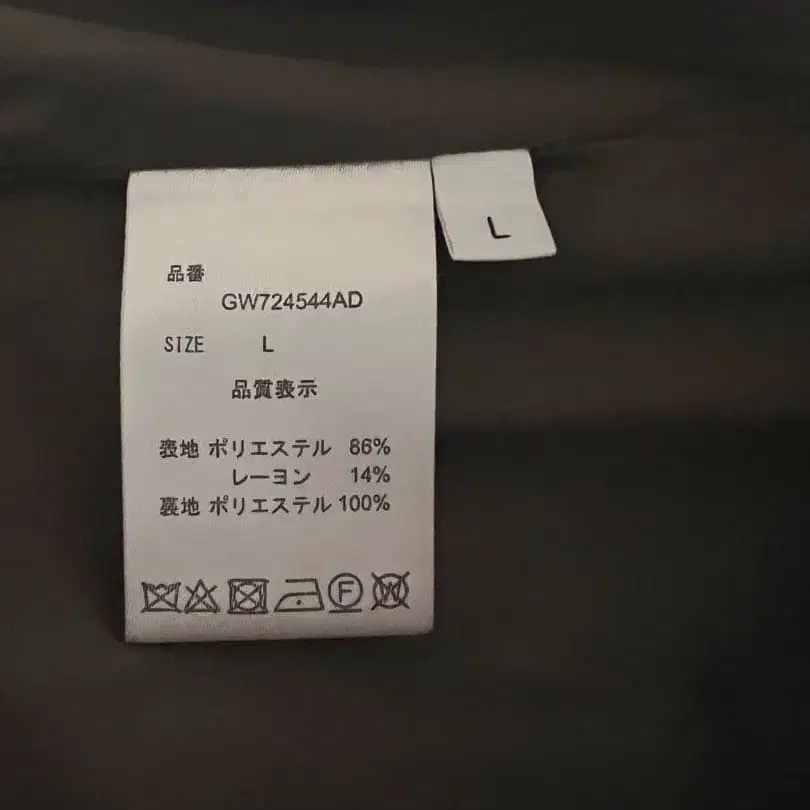 品番
GW724544AD
SIZE L
品質表示
表地 ポリエステル 86%
レーヨン 14%
裏地 ポリエステル 100%
F
W
L